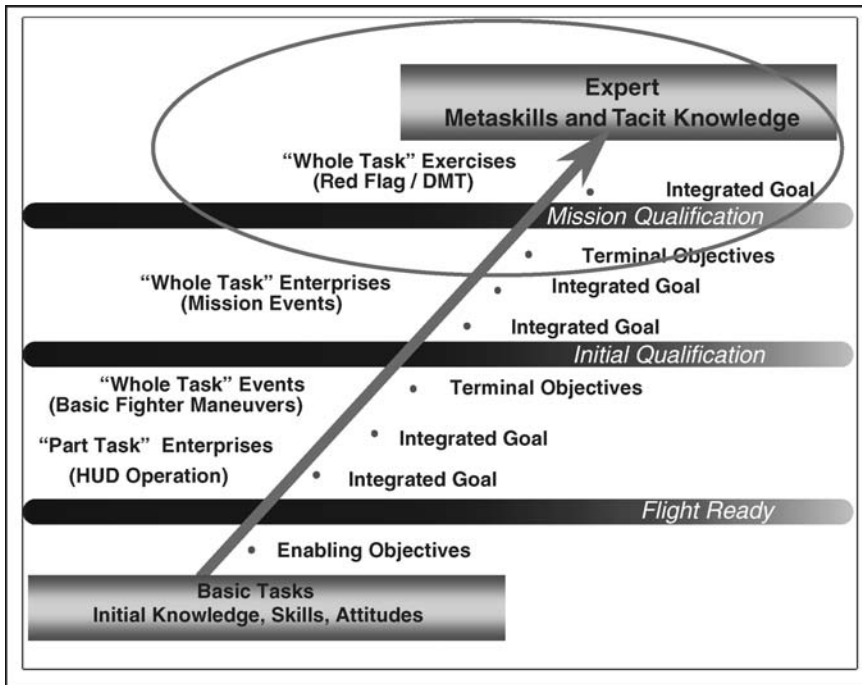 Expert
Metaskills and Tacit Knowledge
“Whole Task” Exercises
(Red Flag / DMT)
• Integrated Goal
Mission Qualification
• Terminal Objectives
“Whole Task” Enterprises
(Mission Events)
• Integrated Goal
• Integrated Goal
Initial Qualification
“Whole Task” Events
(Basic Fighter Maneuvers)
• Terminal Objectives
“Part Task” Enterprises
(HUD Operation)
• Integrated Goal
• Integrated Goal
Flight Ready
• Enabling Objectives
Basic Tasks
Initial Knowledge, Skills, Attitudes